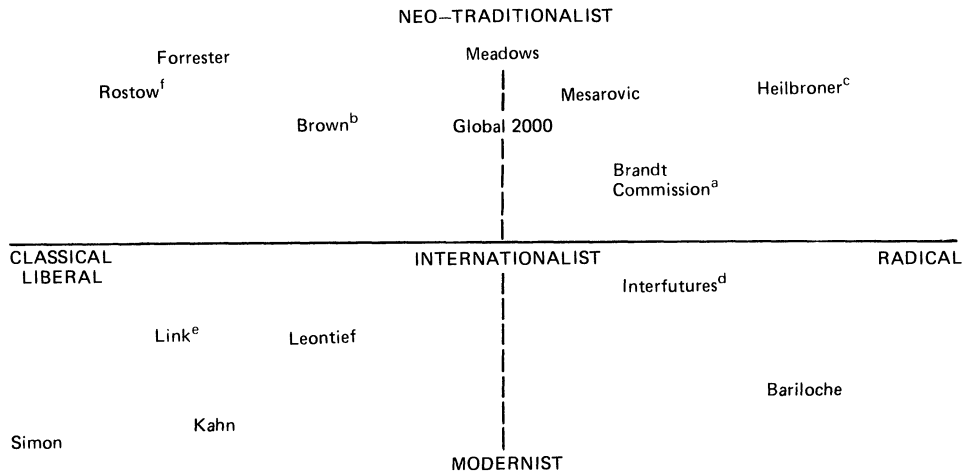 NEO–TRADITIONALIST
Forrester
Meadows
Rostowᶠ
Mesarovic
Heilbronerᶜ
Brownᵇ
Global 2000
Brandt
Commissionᵃ
CLASSICAL
LIBERAL
INTERNATIONALIST
RADICAL
Interfuturesᵈ
Linkᵉ
Leontief
Bariloche
Kahn
Simon
MODERNIST